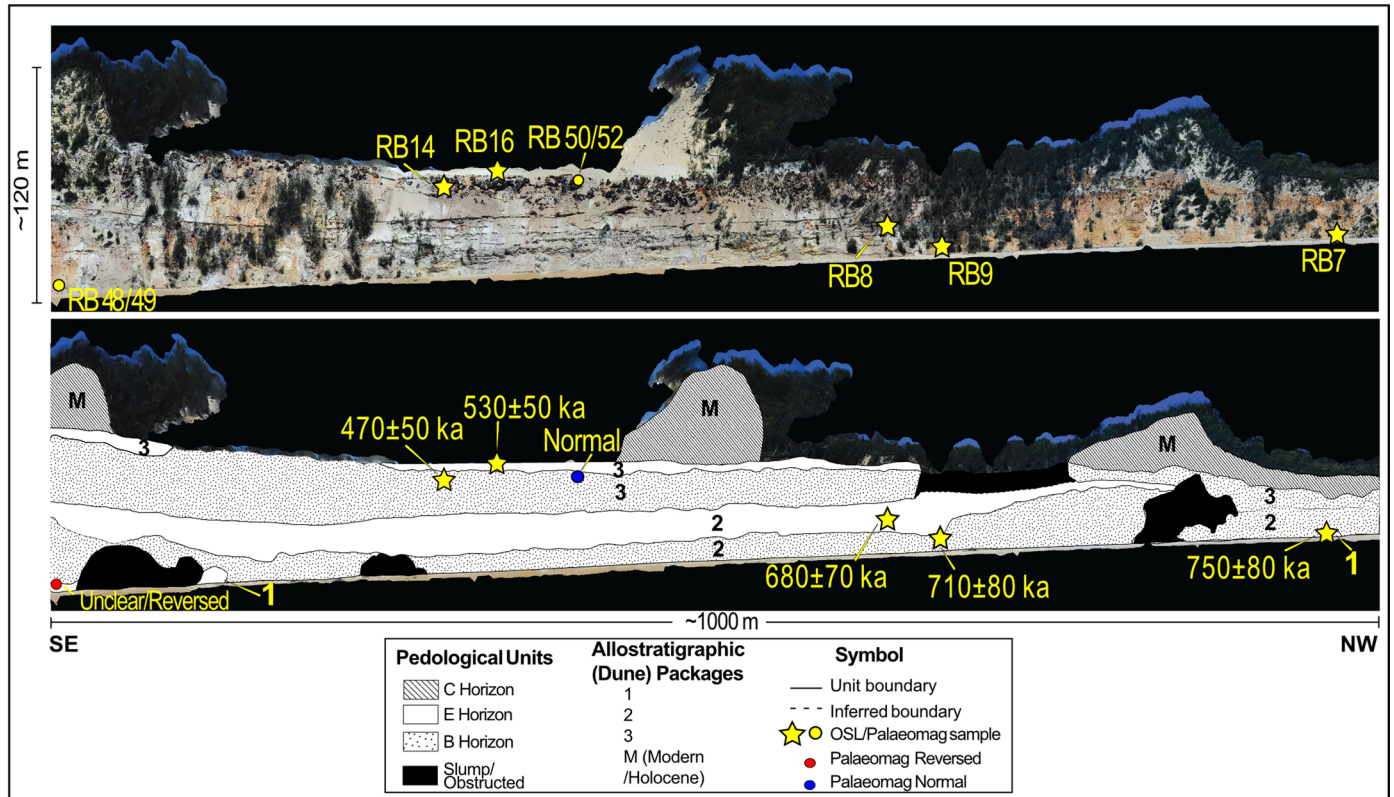 ~120 m
RB14
RB16
RB 50/52
RB8
RB9
RB7
RB 48/49
M
3
470±50 ka
530±50 ka
Normal
3
3
M
M
3
2
2
2
680±70 ka
710±80 ka
750±80 ka
1
Unclear/Reversed
1
~1000 m
SE
NW
Pedological Units
C Horizon
E Horizon
B Horizon
Slump/
Obstructed
Allostratigraphic
(Dune) Packages
1
2
3
M (Modern
/Holocene)
Symbol
Unit boundary
Inferred boundary
OSL/Palaeomag sample
Palaeomag Reversed
Palaeomag Normal